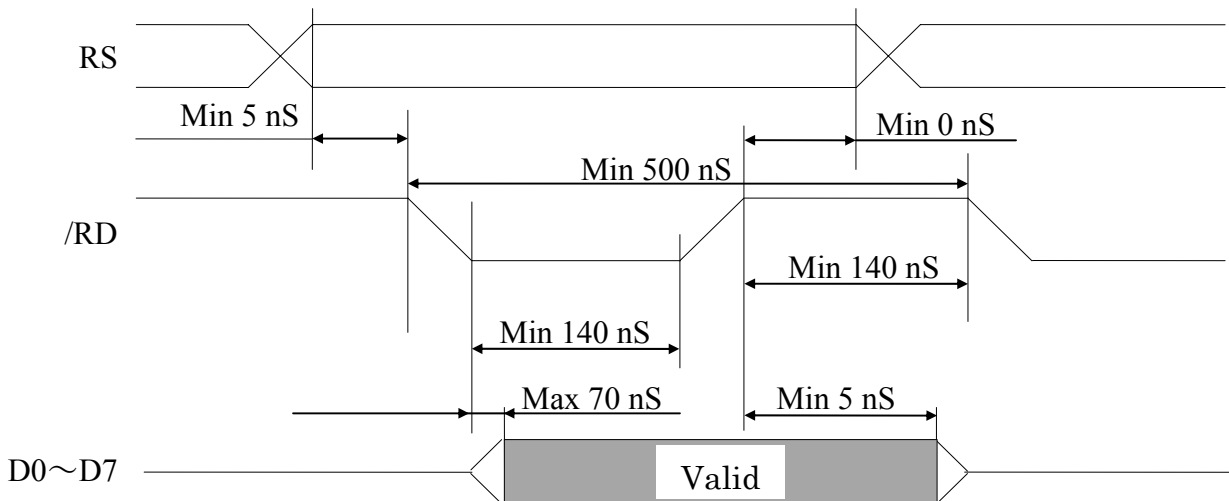 RS
Min 5 nS
Min 0 nS
Min 500 nS
/RD
Min 140 nS
Min 140 nS
Max 70 nS
Min 5 nS
D0～D7
Valid